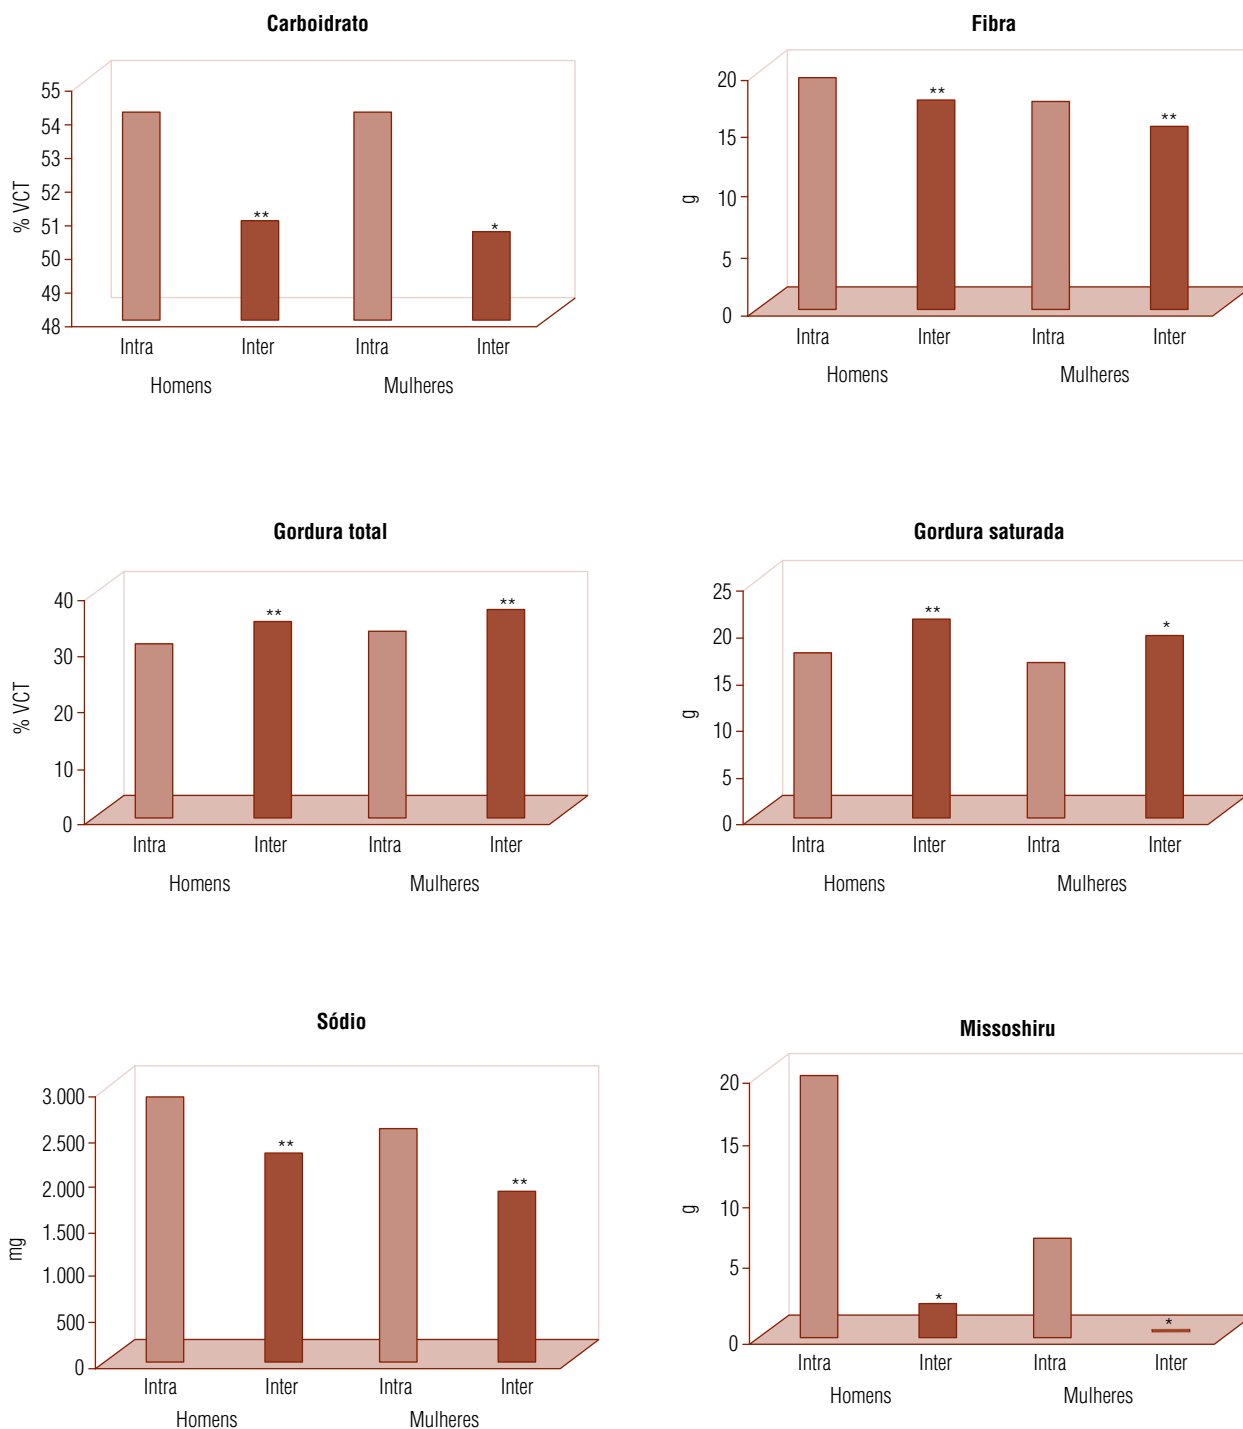 Carboidrato
% VCT
55
54
53
52
51
50
49
48
**
*
Intra Inter Intra Inter
Homens Mulheres
Fibra
g
20
15
10
5
0
**
**
Intra Inter Intra Inter
Homens Mulheres
Gordura total
% VCT
40
30
20
10
0
**
**
Intra Inter Intra Inter
Homens Mulheres
Gordura saturada
g
25
20
15
10
5
0
**
*
Intra Inter Intra Inter
Homens Mulheres
Sódio
mg
3.000
2.500
2.000
1.500
1.000
500
0
**
**
Intra Inter Intra Inter
Homens Mulheres
Missoshiru
g
20
15
10
5
0
*
*
Intra Inter Intra Inter
Homens Mulheres